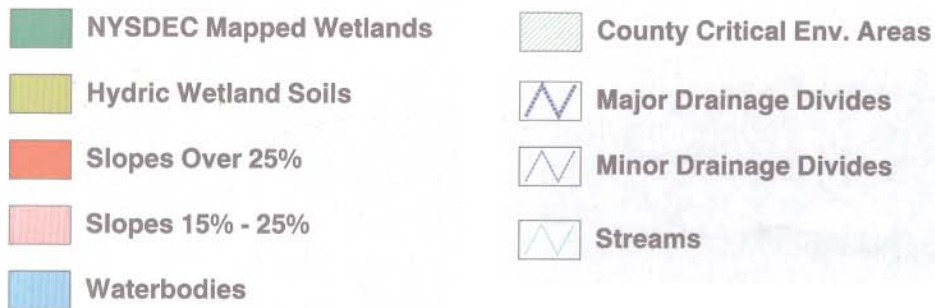 NYSDEC Mapped Wetlands
Hydric Wetland Soils
Slopes Over 25%
Slopes 15% - 25%
Waterbodies
County Critical Env. Areas
Major Drainage Divides
Minor Drainage Divides
Streams